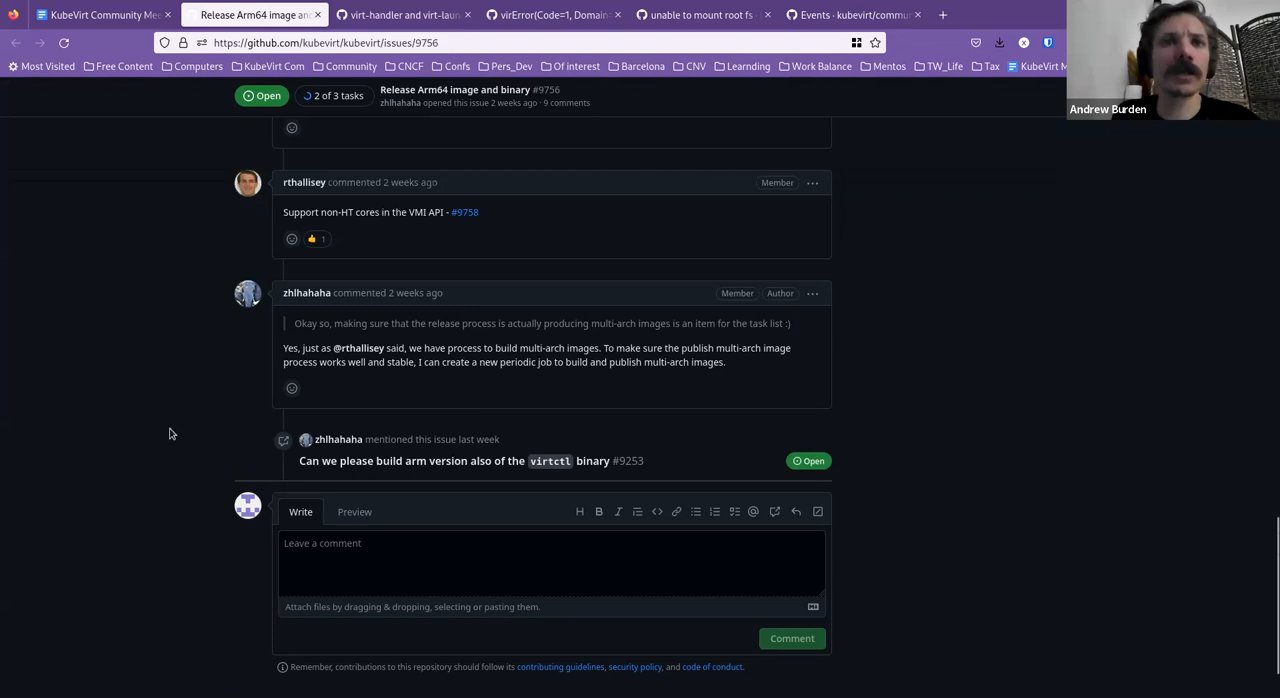 KubeVirt Community Mee
Release Arm64 image an
virt-handler and virt-lau
virError(Code=1, Domain=
unable to mount root fs
Events · kubevirt/commu
https://github.com/kubevirt/kubevirt/issues/9756
Most Visited
Free Content
Computers
KubeVirt Com
Community
CNCF
Confs
Pers_Dev
Of interest
Barcelona
CNV
Learnding
Work Balance
Mentos
TW_Life
Tax
KubeVirt M
Andrew Burden
Open
2 of 3 tasks
Release Arm64 image and binary #9756
zhlhahaha opened this issue 2 weeks ago · 9 comments
rthallisey commented 2 weeks ago
Member
Support non-HT cores in the VMI API - #9758
👍 1
zhlhahaha commented 2 weeks ago
Member
Author
Okay so, making sure that the release process is actually producing multi-arch images is an item for the task list :)
Yes, just as @rthallisey said, we have process to build multi-arch images. To make sure the publish multi-arch image
process works well and stable, I can create a new periodic job to build and publish multi-arch images.
zhlhahaha mentioned this issue last week
Can we please build arm version also of the virtctl binary #9253
Open
Write
Preview
Leave a comment
Attach files by dragging & dropping, selecting or pasting them.
Comment
Remember, contributions to this repository should follow its contributing guidelines, security policy, and code of conduct.